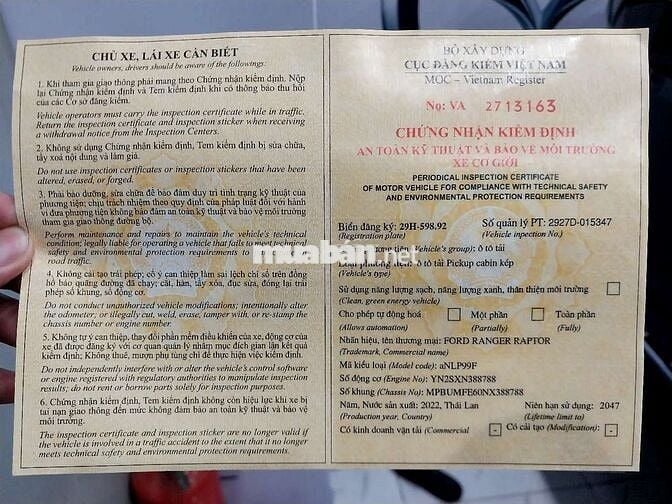 CHỦ XE, LÁI XE CẦN BIẾT
Vehicle owners, drivers should be aware of the followings:
1. Khi tham gia giao thông phải mang theo Chứng nhận kiểm định. Nộp
lại Chứng nhận kiểm định và Tem kiểm định khi có thông báo thu hồi
của các Cơ sở đăng kiểm.
Vehicle operators must carry the inspection certificate while in traffic.
Return the inspection certificate and inspection sticker when receiving
a withdrawal notice from the Inspection Centers.
2. Không sử dụng Chứng nhận kiểm định, Tem kiểm định bị sửa chữa,
tẩy xoá nội dung và làm giả.
Do not use inspection certificates or inspection stickers that have been
altered, erased, or forged.
3. Phải bảo dưỡng, sửa chữa để bảo đảm duy trì tình trạng kỹ thuật của
phương tiện; chịu trách nhiệm theo quy định của pháp luật đối với hành
vi đưa phương tiện không bảo đảm an toàn kỹ thuật và bảo vệ môi trường
tham gia giao thông đường bộ.
Perform maintenance and repairs to maintain the vehicle's technical
condition; legally liable for operating a vehicle that fails to meet technical
safety and environmental protection requirements to
road traffic.
4. Không cải tạo trái phép; cố ý can thiệp làm sai lệch chỉ số trên đồng
hồ báo quãng đường đã chạy; cắt, hàn, tẩy xóa, đục sửa, đóng lại trái
phép số khung, số động cơ.
Do not conduct unauthorized vehicle modifications; intentionally alter
the odometer; or illegally cut, weld, erase, tamper with, or re-stamp the
chassis number or engine number.
5. Không tự ý can thiệp, thay đổi phần mềm điều khiển của xe, động cơ của
xe đã được đăng ký với cơ quan quản lý nhằm mục đích gian lận kết quả
kiểm định; Không thuê, mượn phụ tùng chỉ để thực hiện việc kiểm định.
Do not independently interfere with or alter the vehicle's control software
or engine registered with regulatory authorities to manipulate inspection
results; do not rent or borrow parts solely for inspection purposes.
6. Chứng nhận kiểm định, Tem kiểm định không còn hiệu lực khi xe bị
tai nạn giao thông đến mức không đảm bảo an toàn kỹ thuật và bảo vệ
môi trường.
The inspection certificate and inspection sticker are no longer valid
if the vehicle is involved in a traffic accident to the extent that it no longer
meets technical safety and environmental protection requirements.
BỘ XÂY DỰNG
CỤC ĐĂNG KIỂM VIỆT NAM
MOC – Vietnam Register
No: VA 2713163
CHỨNG NHẬN KIỂM ĐỊNH
AN TOÀN KỸ THUẬT VÀ BẢO VỆ MÔI TRƯỜNG
XE CƠ GIỚI
PERIODICAL INSPECTION CERTIFICATE
OF MOTOR VEHICLE FOR COMPLIANCE WITH TECHNICAL SAFETY
AND ENVIRONMENTAL PROTECTION REQUIREMENTS
Biển đăng ký: 29H-598.92 Số quản lý PT: 2927D-015347
(Registration plate) (Vehicle inspection No.)
tiện: (Vehicle's group): ô tô tải
Loại phương tiện: ô tô tải Pickup cabin kép
(Vehicle's type)
Sử dụng năng lượng sạch, năng lượng xanh, thân thiện môi trường
(Clean, green energy vehicle)
Cho phép tự động hoá Một phần Toàn phần
(Allows automation) (Partially) (Fully)
Nhãn hiệu, tên thương mại: FORD RANGER RAPTOR
(Trademark, Commercial name)
Mã kiểu loại (Model code): aNLP99F
Số động cơ (Engine No): YN2SXNX388788
Số khung (Chassis No): MPBUMFE60NX388788
Năm, Nước sản xuất: 2022, Thái Lan Niên hạn sử dụng: 2047
(Production year, Country) (Lifetime limit to)
Có kinh doanh vận tải (Commercial - Có cải tạo (Modification): -
muaban.net